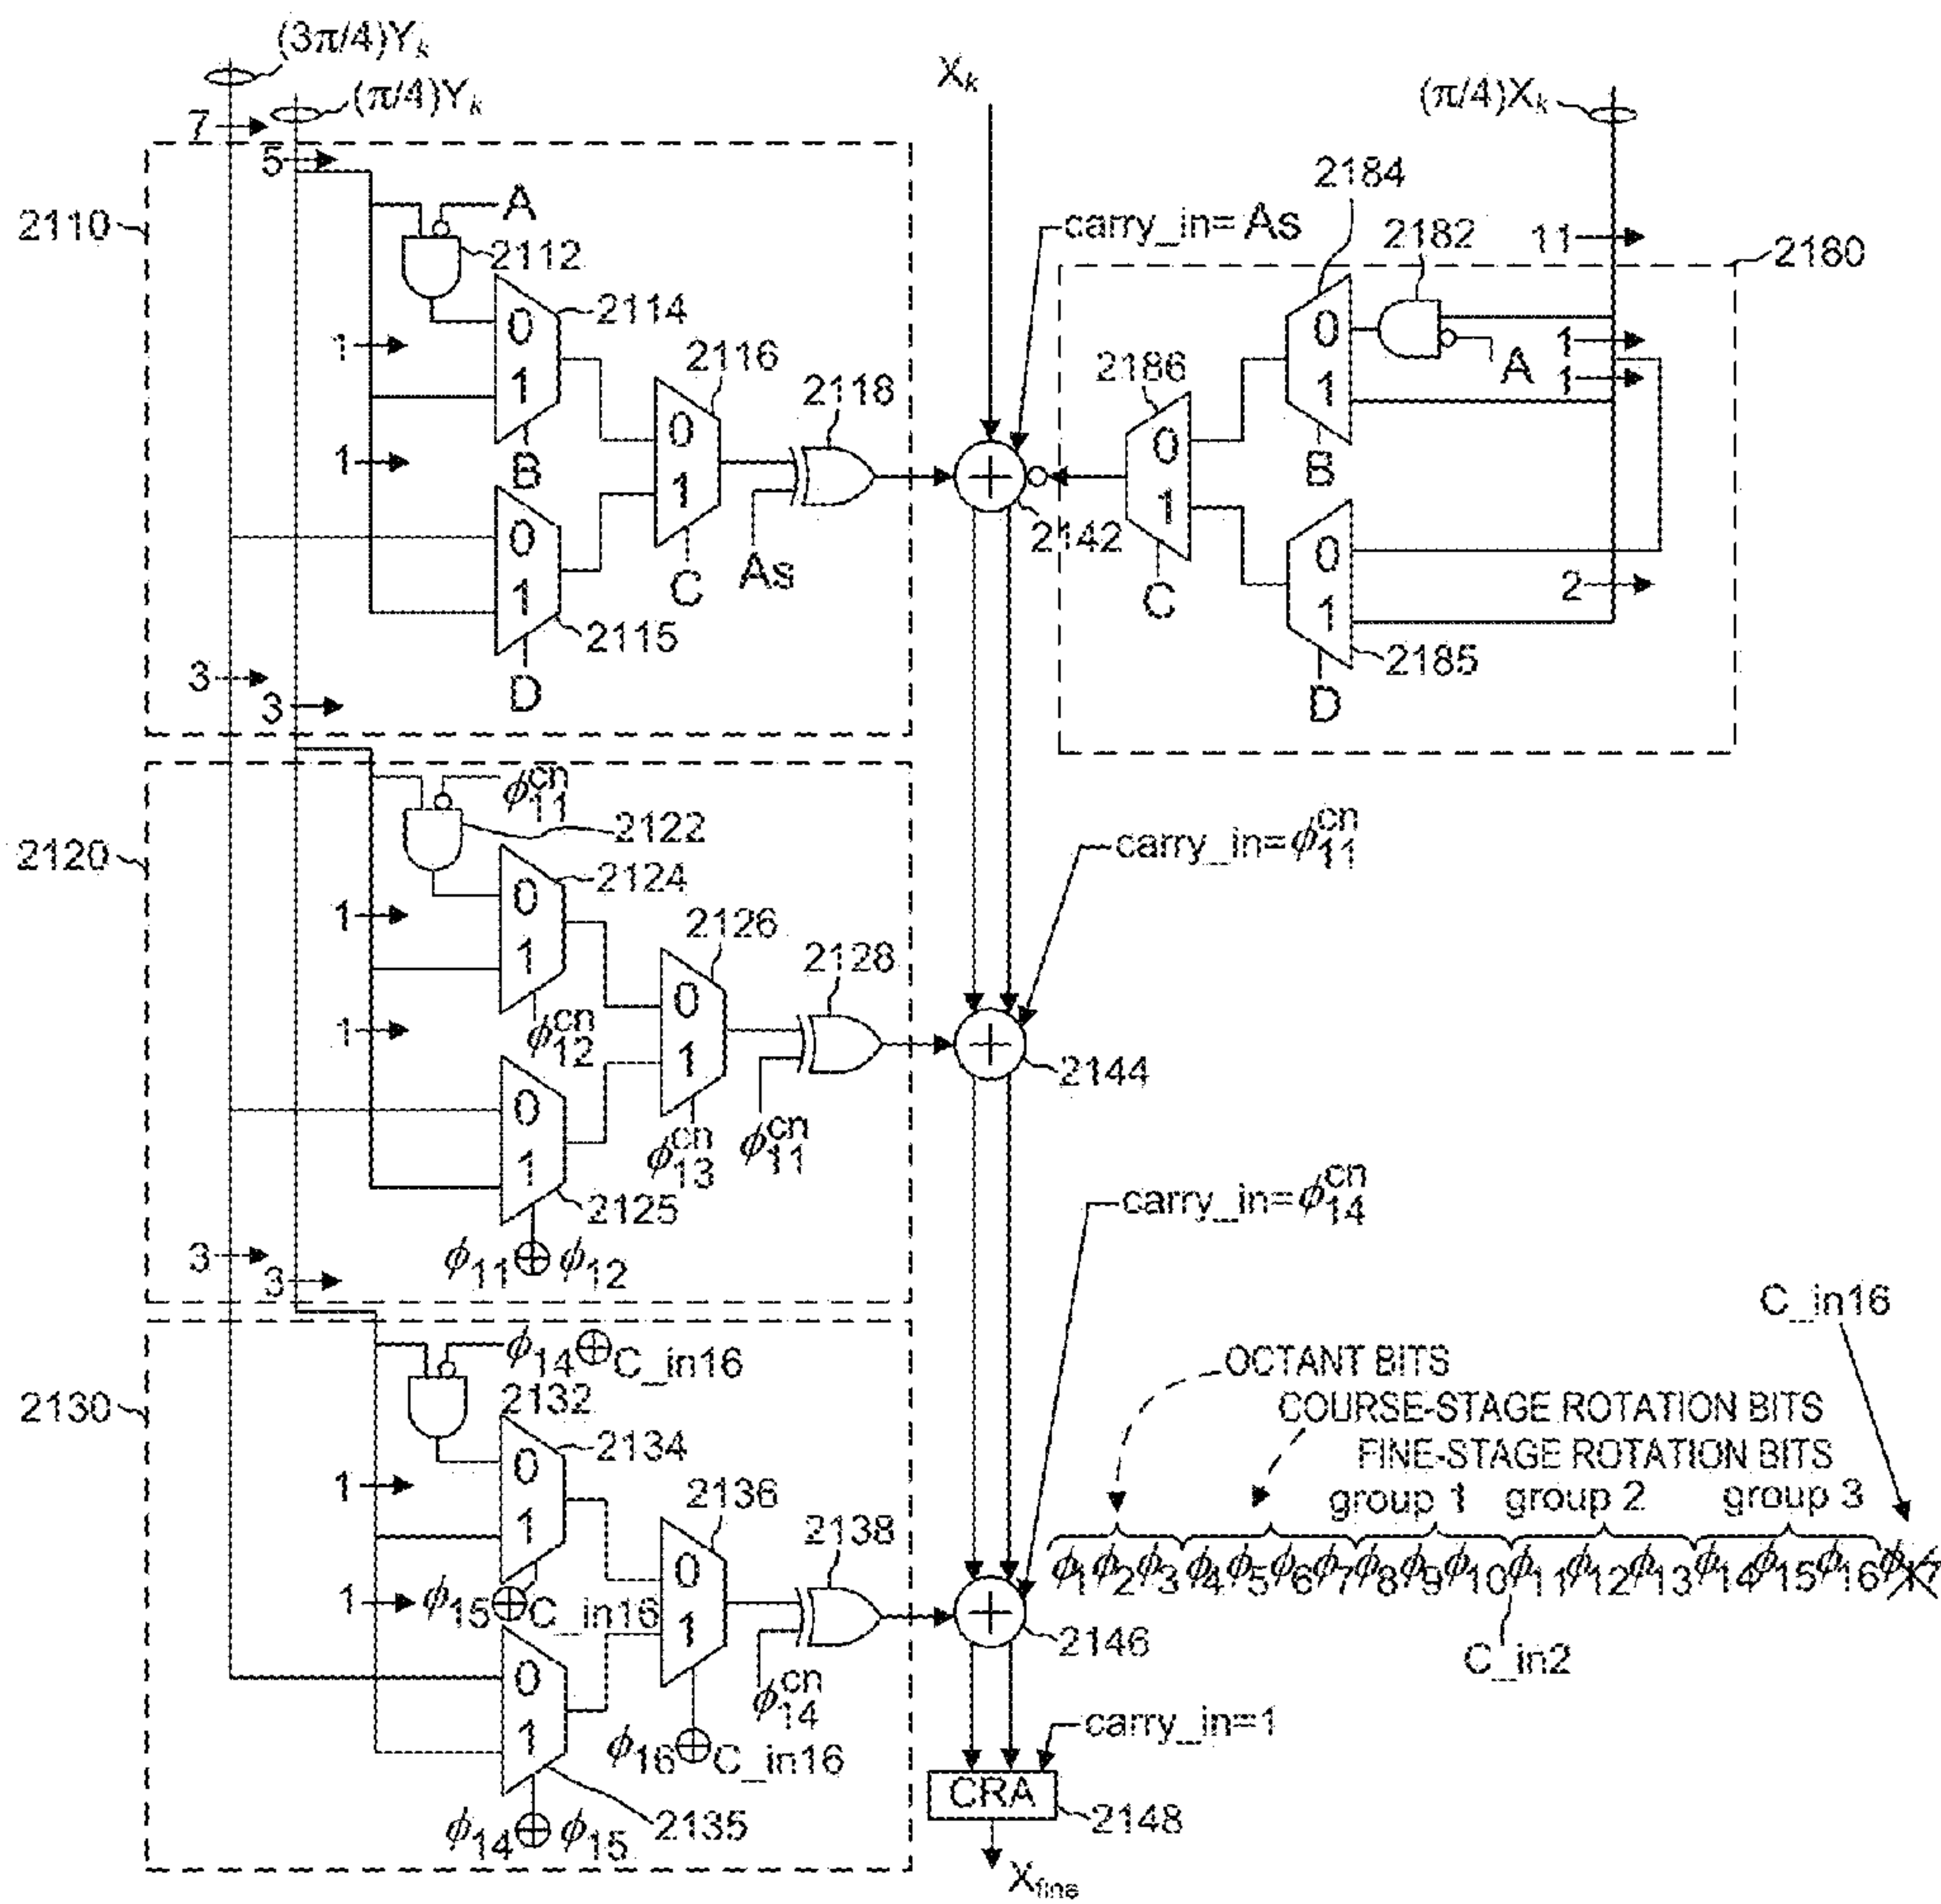 (3π/4)Yₖ
(π/4)Yₖ
Xₖ
(π/4)Xₖ
7
5
2110
A
2112
1
0
1
2114
B
1
0
1
2115
D
2116
0
1
C
2118
As
3
3
carry_in= As
2142
2184
2182
11
2180
0
1
A
1
1
B
2186
0
1
C
0
1
2
2185
D
2120
ϕ₁₁ᶜⁿ
2122
1
0
1
2124
ϕ₁₂ᶜⁿ
1
0
1
2125
ϕ₁₁⊕ϕ₁₂
2126
0
1
ϕ₁₃ᶜⁿ
2128
ϕ₁₁ᶜⁿ
3
3
carry_in=ϕ₁₁ᶜⁿ
2144
2130
ϕ₁₄⊕C_in16
2132
1
0
1
2134
ϕ₁₅⊕C_in16
1
0
1
2135
ϕ₁₄⊕ϕ₁₅
2136
0
1
ϕ₁₆⊕C_in16
2138
ϕ₁₄ᶜⁿ
carry_in=ϕ₁₄ᶜⁿ
2146
carry_in=1
CRA
2148
X_fine
C_in16
OCTANT BITS
COURSE-STAGE ROTATION BITS
FINE-STAGE ROTATION BITS
group 1 group 2 group 3
ϕ₁ϕ₂ϕ₃ϕ₄ϕ₅ϕ₆ϕ₇ϕ₈ϕ₉ϕ₁₀ϕ₁₁ϕ₁₂ϕ₁₃ϕ₁₄ϕ₁₅ϕ₁₆ϕ₁₇
C_in2